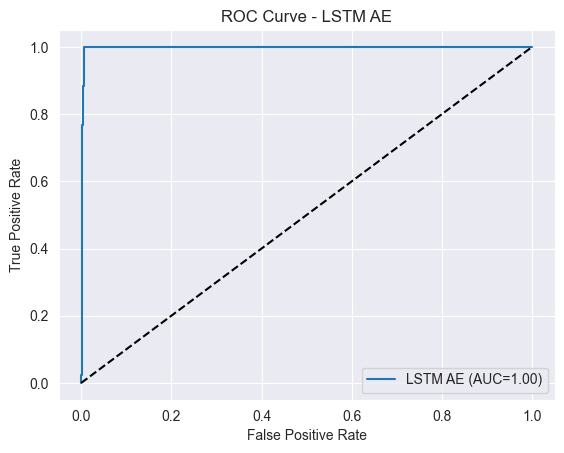 ROC Curve - LSTM AE
True Positive Rate
1.0
0.8
0.6
0.4
0.2
0.0
0.0 0.2 0.4 0.6 0.8 1.0
False Positive Rate
LSTM AE (AUC=1.00)